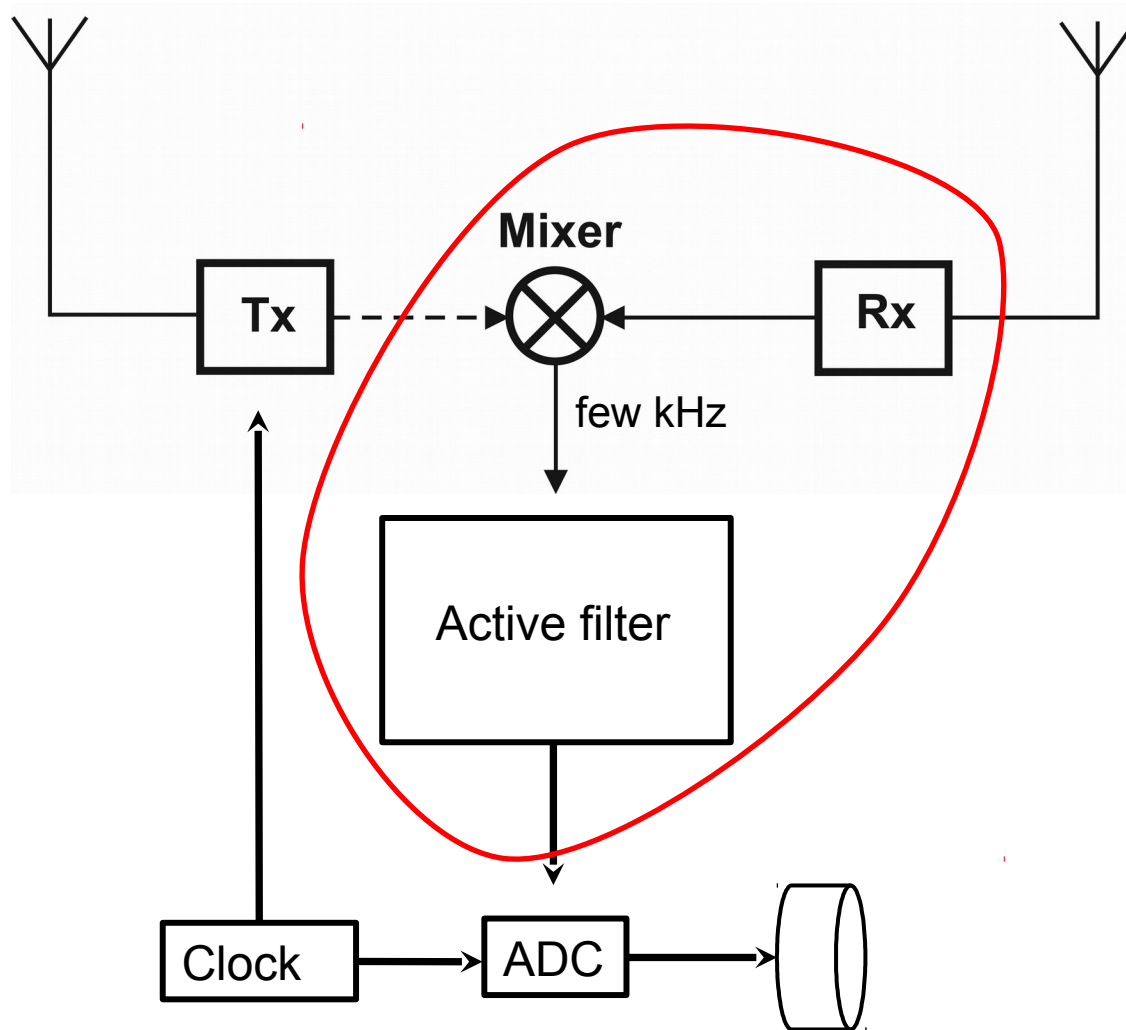 Mixer
Tx
Rx
few kHz
Active filter
Clock
ADC